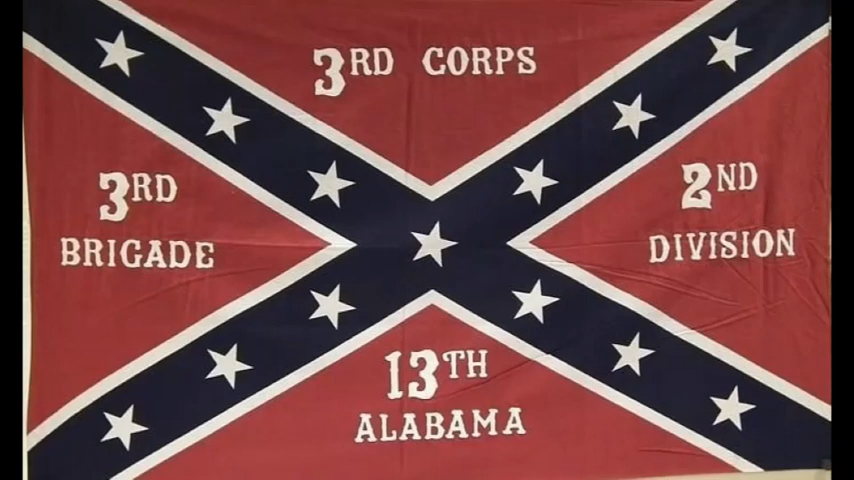 3RD CORPS
3RD
BRIGADE
2ND
DIVISION
13TH
ALABAMA